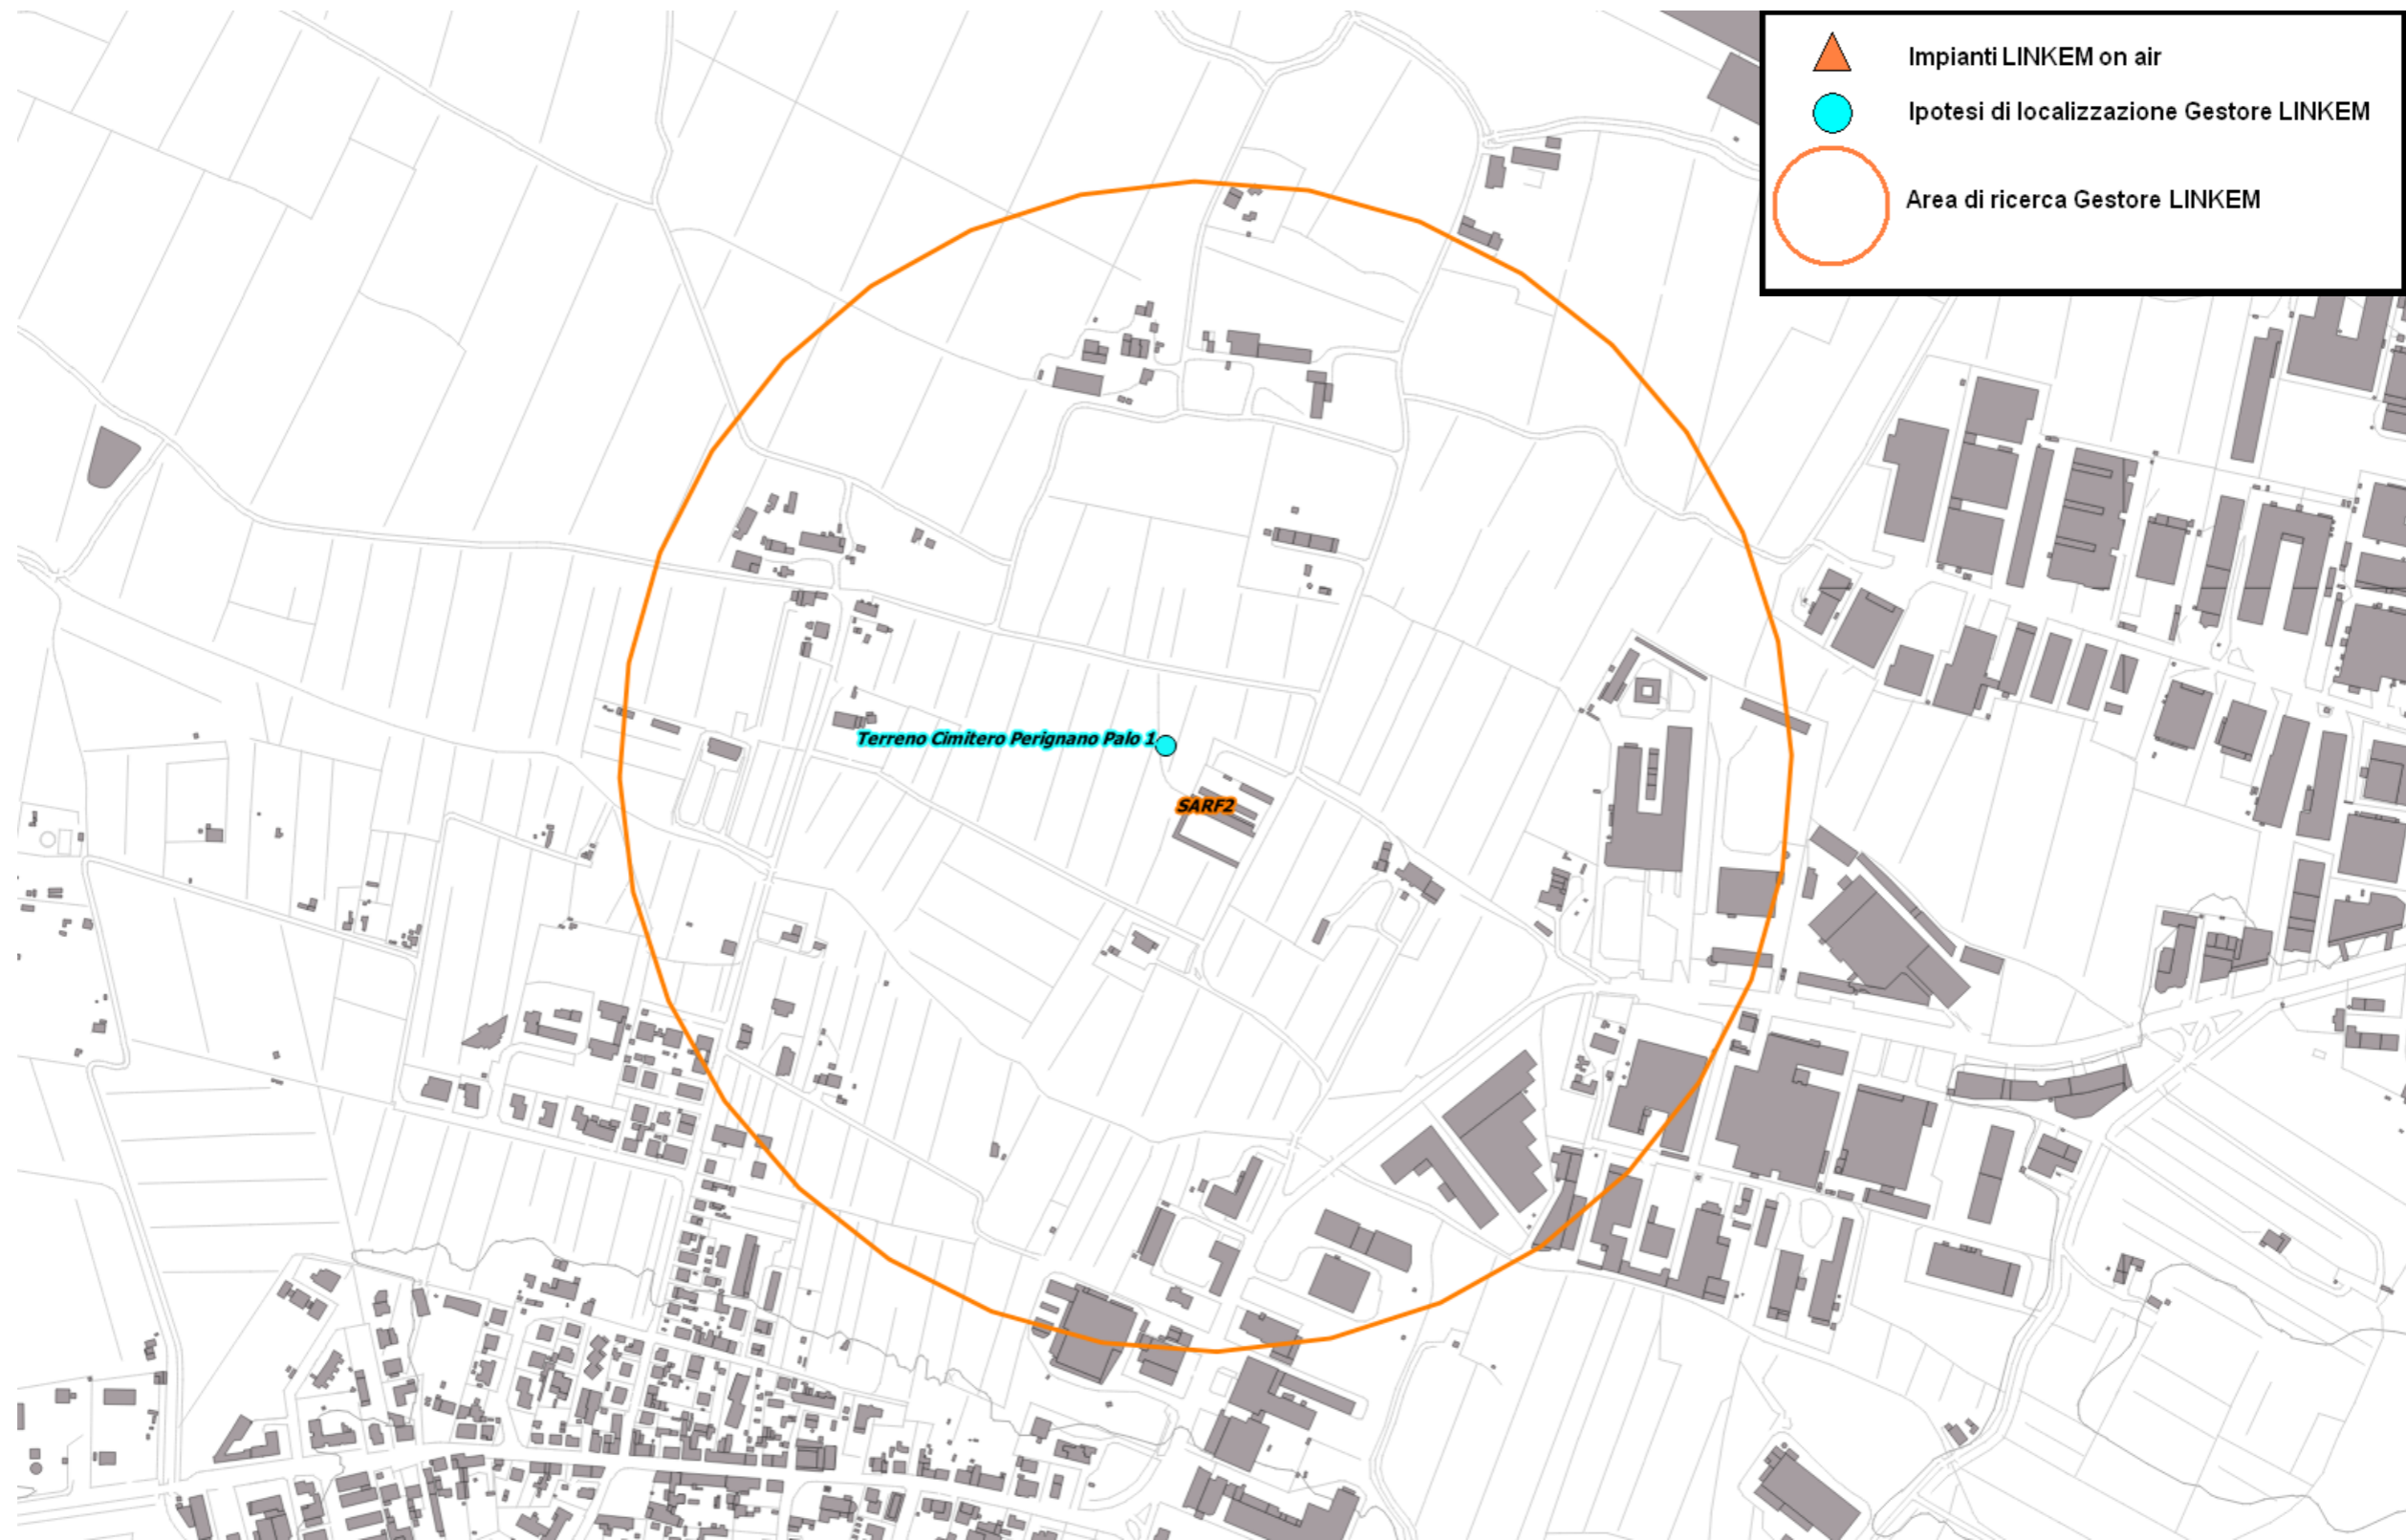 Impianti LINKEM on air
Ipotesi di localizzazione Gestore LINKEM
Area di ricerca Gestore LINKEM
Terreno Cimitero Perignano Palo 1
SARF2